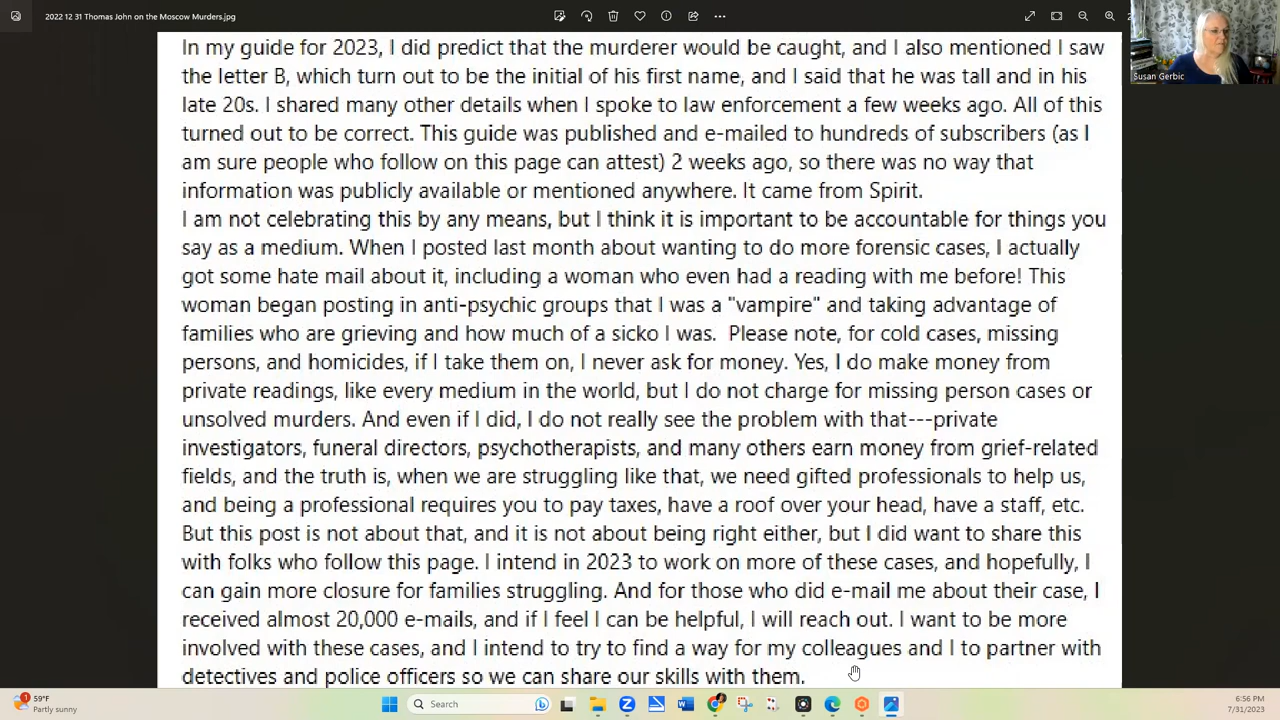 2022 12 31 Thomas John on the Moscow Murders.jpg
Susan Gerbic
In my guide for 2023, I did predict that the murderer would be caught, and I also mentioned I saw
the letter B, which turn out to be the initial of his first name, and I said that he was tall and in his
late 20s. I shared many other details when I spoke to law enforcement a few weeks ago. All of this
turned out to be correct. This guide was published and e-mailed to hundreds of subscribers (as I
am sure people who follow on this page can attest) 2 weeks ago, so there was no way that
information was publicly available or mentioned anywhere. It came from Spirit.
I am not celebrating this by any means, but I think it is important to be accountable for things you
say as a medium. When I posted last month about wanting to do more forensic cases, I actually
got some hate mail about it, including a woman who even had a reading with me before! This
woman began posting in anti-psychic groups that I was a "vampire" and taking advantage of
families who are grieving and how much of a sicko I was.  Please note, for cold cases, missing
persons, and homicides, if I take them on, I never ask for money. Yes, I do make money from
private readings, like every medium in the world, but I do not charge for missing person cases or
unsolved murders. And even if I did, I do not really see the problem with that---private
investigators, funeral directors, psychotherapists, and many others earn money from grief-related
fields, and the truth is, when we are struggling like that, we need gifted professionals to help us,
and being a professional requires you to pay taxes, have a roof over your head, have a staff, etc.
But this post is not about that, and it is not about being right either, but I did want to share this
with folks who follow this page. I intend in 2023 to work on more of these cases, and hopefully, I
can gain more closure for families struggling. And for those who did e-mail me about their case, I
received almost 20,000 e-mails, and if I feel I can be helpful, I will reach out. I want to be more
involved with these cases, and I intend to try to find a way for my colleagues and I to partner with
detectives and police officers so we can share our skills with them.
1
59°F
Partly sunny
Search
6:56 PM
7/31/2023